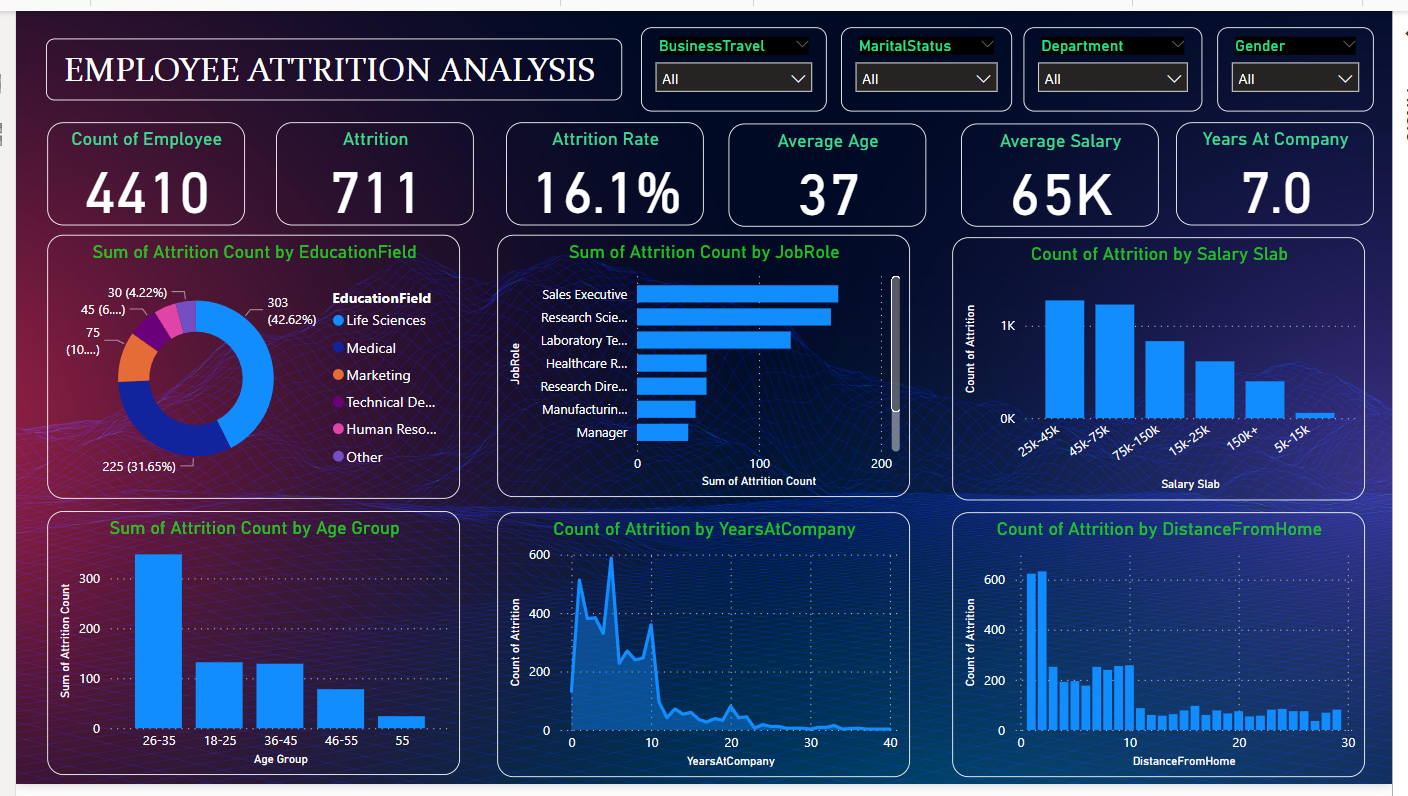 EMPLOYEE ATTRITION ANALYSIS
BusinessTravel
All
MaritalStatus
All
Department
All
Gender
All
Count of Employee
4410
Attrition
711
Attrition Rate
16.1%
Average Age
37
Average Salary
65K
Years At Company
7.0
Sum of Attrition Count by EducationField
30 (4.22%)
45 (6....)
75
(10....)
303
(42.62%)
225 (31.65%)
EducationField
Life Sciences
Medical
Marketing
Technical De...
Human Reso...
Other
Sum of Attrition Count by JobRole
JobRole
Sales Executive
Research Scie...
Laboratory Te...
Healthcare R...
Research Dire...
Manufacturin...
Manager
0 100 200
Sum of Attrition Count
Count of Attrition by Salary Slab
Count of Attrition
1K
0K
25k-45k 45k-75k 75k-150k 15k-25k 150k+ 5k-15k
Salary Slab
Sum of Attrition Count by Age Group
Sum of Attrition Count
300
200
100
0
26-35 18-25 36-45 46-55 55
Age Group
Count of Attrition by YearsAtCompany
Count of Attrition
600
400
200
0
0 10 20 30 40
YearsAtCompany
Count of Attrition by DistanceFromHome
Count of Attrition
600
400
200
0
0 10 20 30
DistanceFromHome